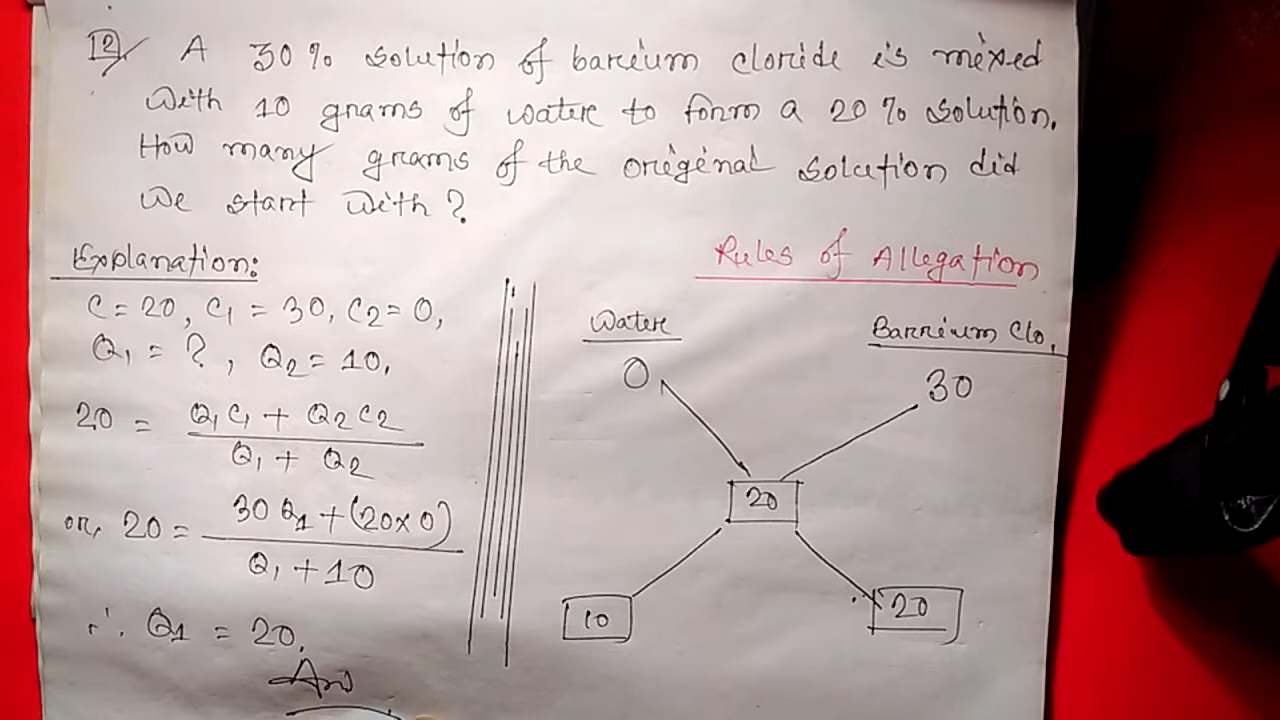 12/ A 30% solution of barium cloride is mixed
with 10 grams of water to form a 20% solution.
How many grams of the original solution did
we start with?
Explanation:
C = 20, C₁ = 30, C₂ = 0,
Q₁ = ?, Q₂ = 10.
20 = (Q₁C₁ + Q₂C₂) / (Q₁ + Q₂)
or, 20 = (30Q₁ + (20×0)) / (Q₁ + 10)
∴ Q₁ = 20.
Ans
Rules of Allegation
Water Barrium Clo.
0 30
20
10 20